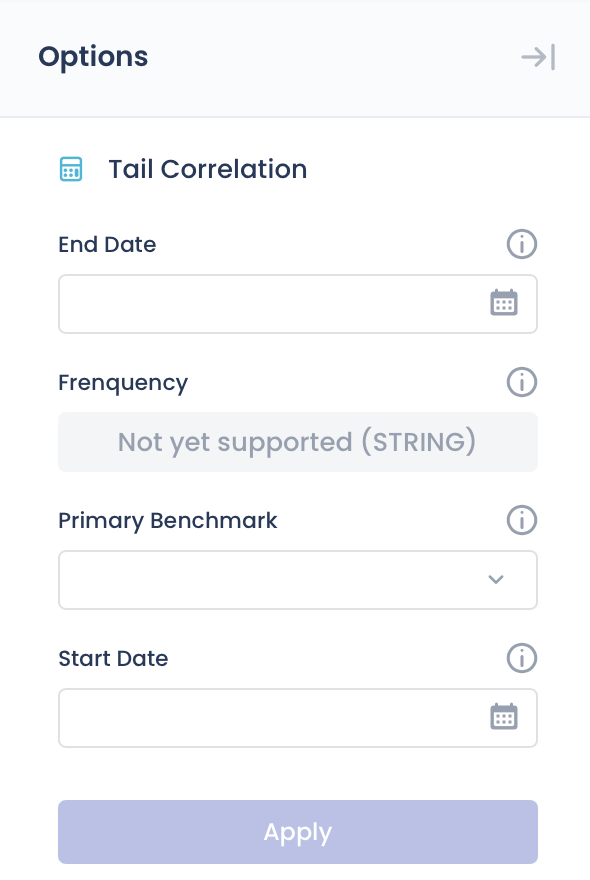 Options
Tail Correlation
End Date
Frenquency
Not yet supported (STRING)
Primary Benchmark
Start Date
Apply